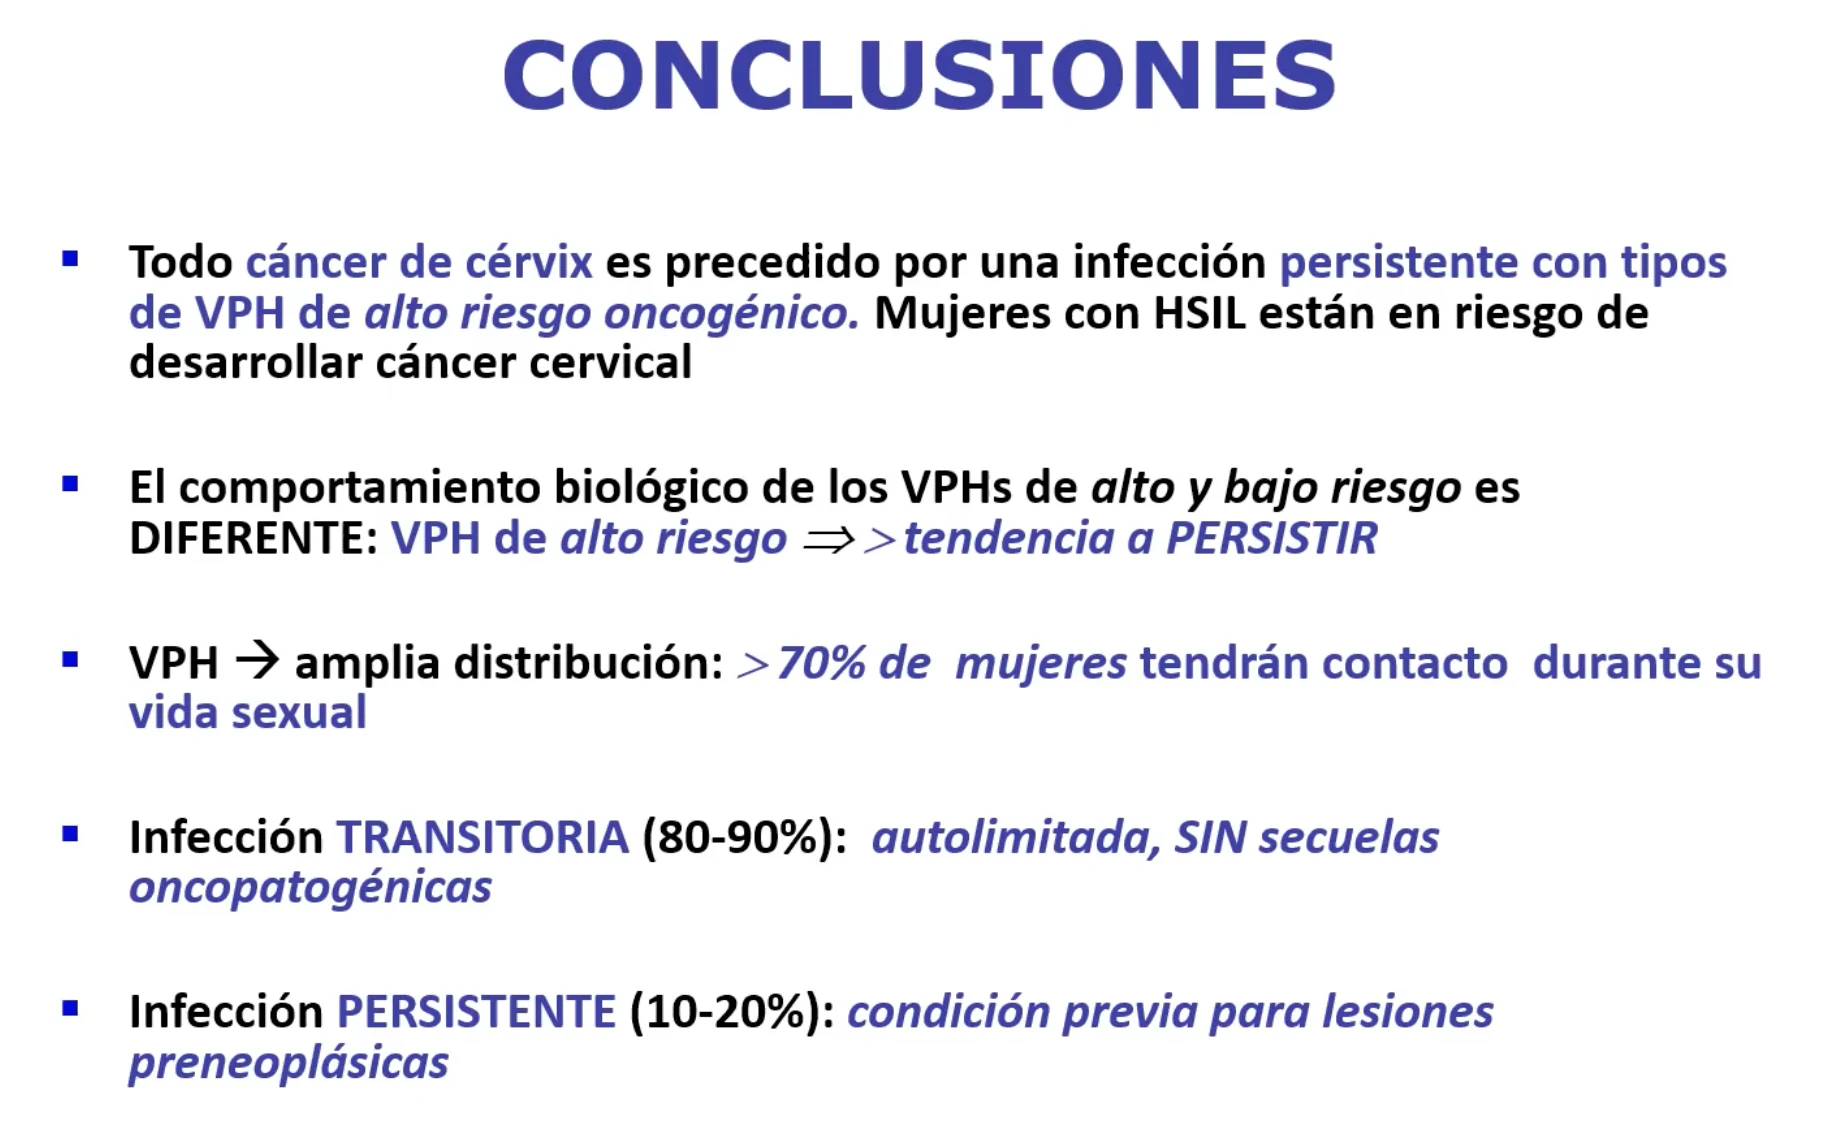 CONCLUSIONES
▪ Todo cáncer de cérvix es precedido por una infección persistente con tipos
de VPH de alto riesgo oncogénico. Mujeres con HSIL están en riesgo de
desarrollar cáncer cervical
▪ El comportamiento biológico de los VPHs de alto y bajo riesgo es
DIFERENTE: VPH de alto riesgo ⇒ > tendencia a PERSISTIR
▪ VPH → amplia distribución: > 70% de mujeres tendrán contacto durante su
vida sexual
▪ Infección TRANSITORIA (80-90%): autolimitada, SIN secuelas
oncopatogénicas
▪ Infección PERSISTENTE (10-20%): condición previa para lesiones
preneoplásicas